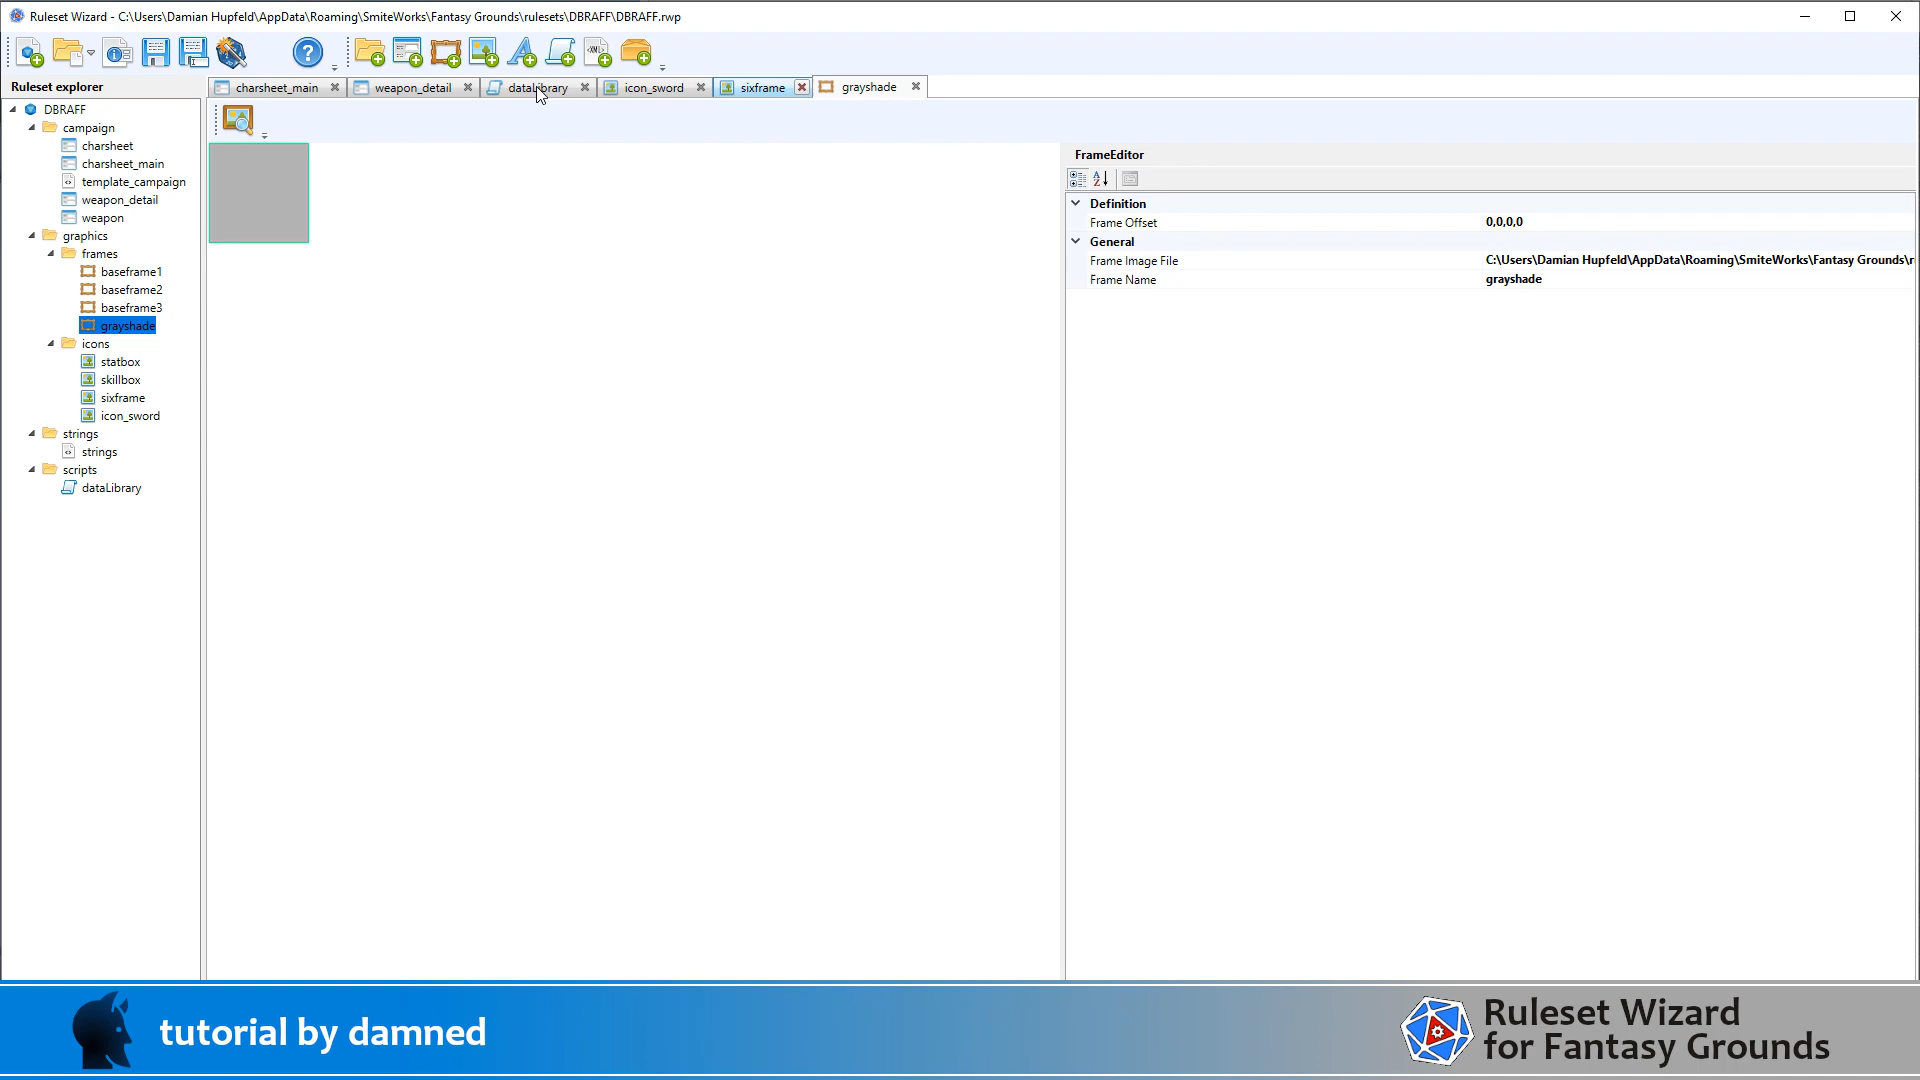 Ruleset Wizard - C:\Users\Damian Hupfeld\AppData\Roaming\SmiteWorks\Fantasy Grounds\rulesets\DBRAFF\DBRAFF.rwp
Ruleset explorer
charsheet_main
weapon_detail
dataLibrary
icon_sword
sixframe
grayshade
DBRAFF
campaign
charsheet
charsheet_main
template_campaign
weapon_detail
weapon
graphics
frames
baseframe1
baseframe2
baseframe3
grayshade
icons
statbox
skillbox
sixframe
icon_sword
strings
strings
scripts
dataLibrary
FrameEditor
Definition
Frame Offset 0,0,0,0
General
Frame Image File C:\Users\Damian Hupfeld\AppData\Roaming\SmiteWorks\Fantasy Grounds\r
Frame Name grayshade
tutorial by damned
Ruleset Wizard
for Fantasy Grounds